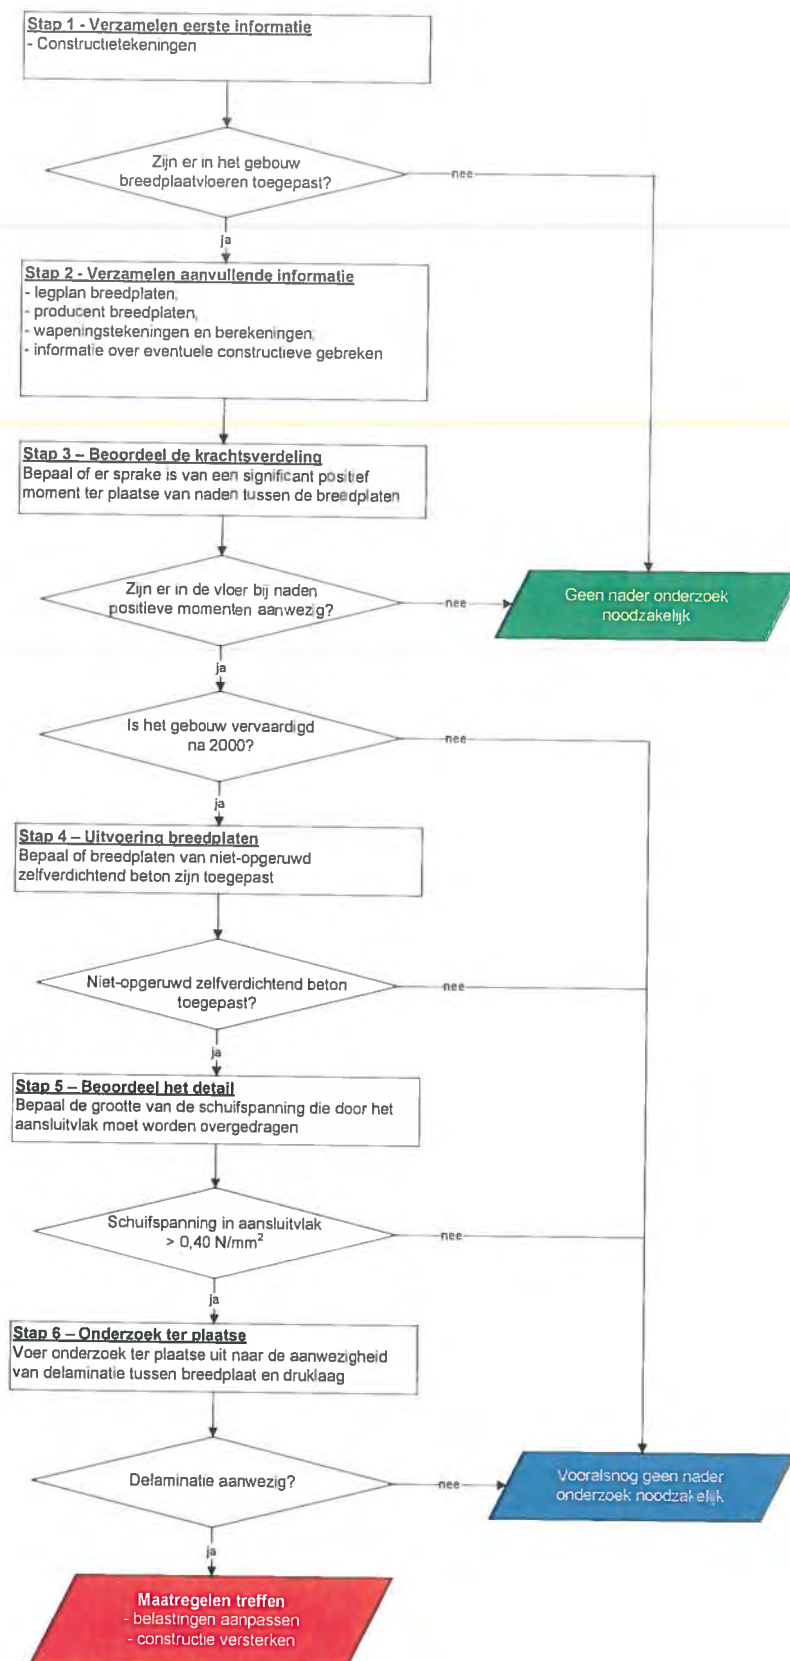 Stap 1 - Verzamelen eerste informatie
- Constructietekeningen
Zijn er in het gebouw
breedplaatvloeren toegepast?
nee
ja
Stap 2 - Verzamelen aanvullende informatie
- legplan breedplaten,
- producent breedplaten,
- wapeningstekeningen en berekeningen,
- informatie over eventuele constructieve gebreken
Stap 3 – Beoordeel de krachtsverdeling
Bepaal of er sprake is van een significant positief
moment ter plaatse van naden tussen de breedplaten
Zijn er in de vloer bij naden
positieve momenten aanwezig?
nee
Geen nader onderzoek
noodzakelijk
ja
Is het gebouw vervaardigd
na 2000?
nee
ja
Stap 4 – Uitvoering breedplaten
Bepaal of breedplaten van niet-opgeruwd
zelfverdichtend beton zijn toegepast
Niet-opgeruwd zelfverdichtend beton
toegepast?
nee
ja
Stap 5 – Beoordeel het detail
Bepaal de grootte van de schuifspanning die door het
aansluitvlak moet worden overgedragen
Schuifspanning in aansluitvlak
> 0,40 N/mm²
nee
ja
Stap 6 – Onderzoek ter plaatse
Voer onderzoek ter plaatse uit naar de aanwezigheid
van delaminatie tussen breedplaat en druklaag
Delaminatie aanwezig?
nee
Vooralsnog geen nader
onderzoek noodzakelijk
ja
Maatregelen treffen
- belastingen aanpassen
- constructie versterken